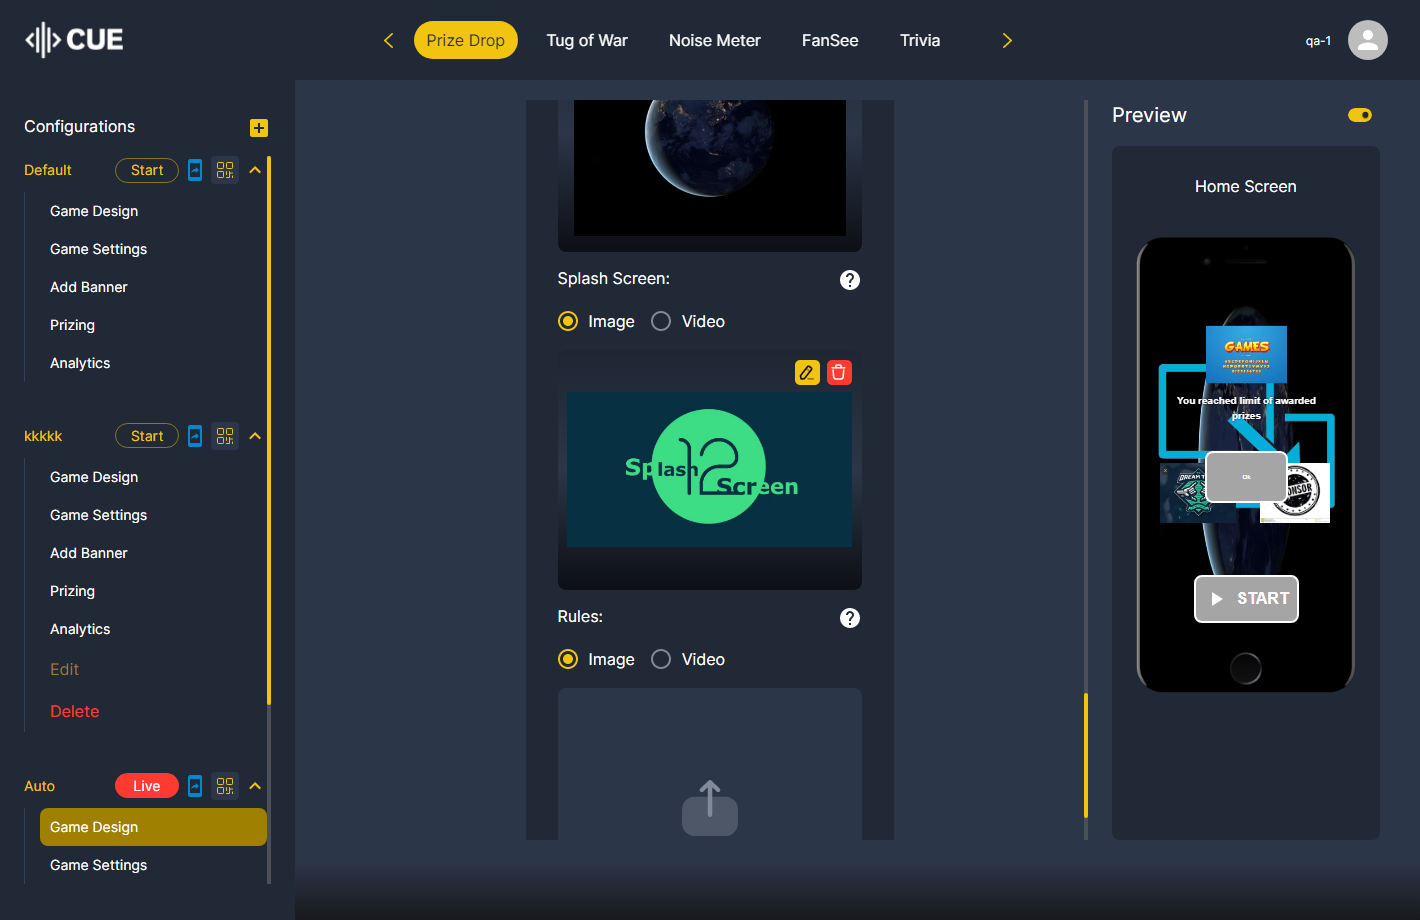 CUE
Prize Drop
Tug of War
Noise Meter
FanSee
Trivia
qa-1
Configurations
Default
Start
Game Design
Game Settings
Add Banner
Prizing
Analytics
kkkkk
Start
Game Design
Game Settings
Add Banner
Prizing
Analytics
Edit
Delete
Auto
Live
Game Design
Game Settings
Splash Screen:
?
Image
Video
Splash
12
Screen
Rules:
?
Image
Video
Preview
Home Screen
GAMES
You reached limit of awarded
prizes
Ok
START